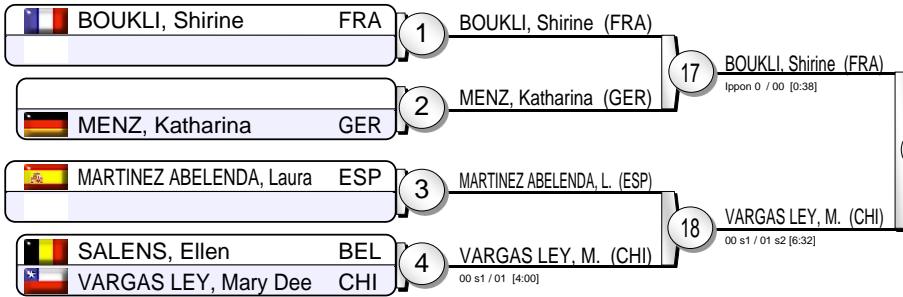 BOUKLI, Shirine FRA
1
BOUKLI, Shirine (FRA)
17
BOUKLI, Shirine (FRA)
Ippon 0 / 00 [0:38]
2
MENZ, Katharina (GER)
MENZ, Katharina GER
MARTINEZ ABELENDA, Laura ESP
3
MARTINEZ ABELENDA, L. (ESP)
18
VARGAS LEY, M. (CHI)
00 s1 / 01 s2 [6:32]
SALENS, Ellen BEL
4
VARGAS LEY, M. (CHI)
00 s1 / 01 [4:00]
VARGAS LEY, Mary Dee CHI